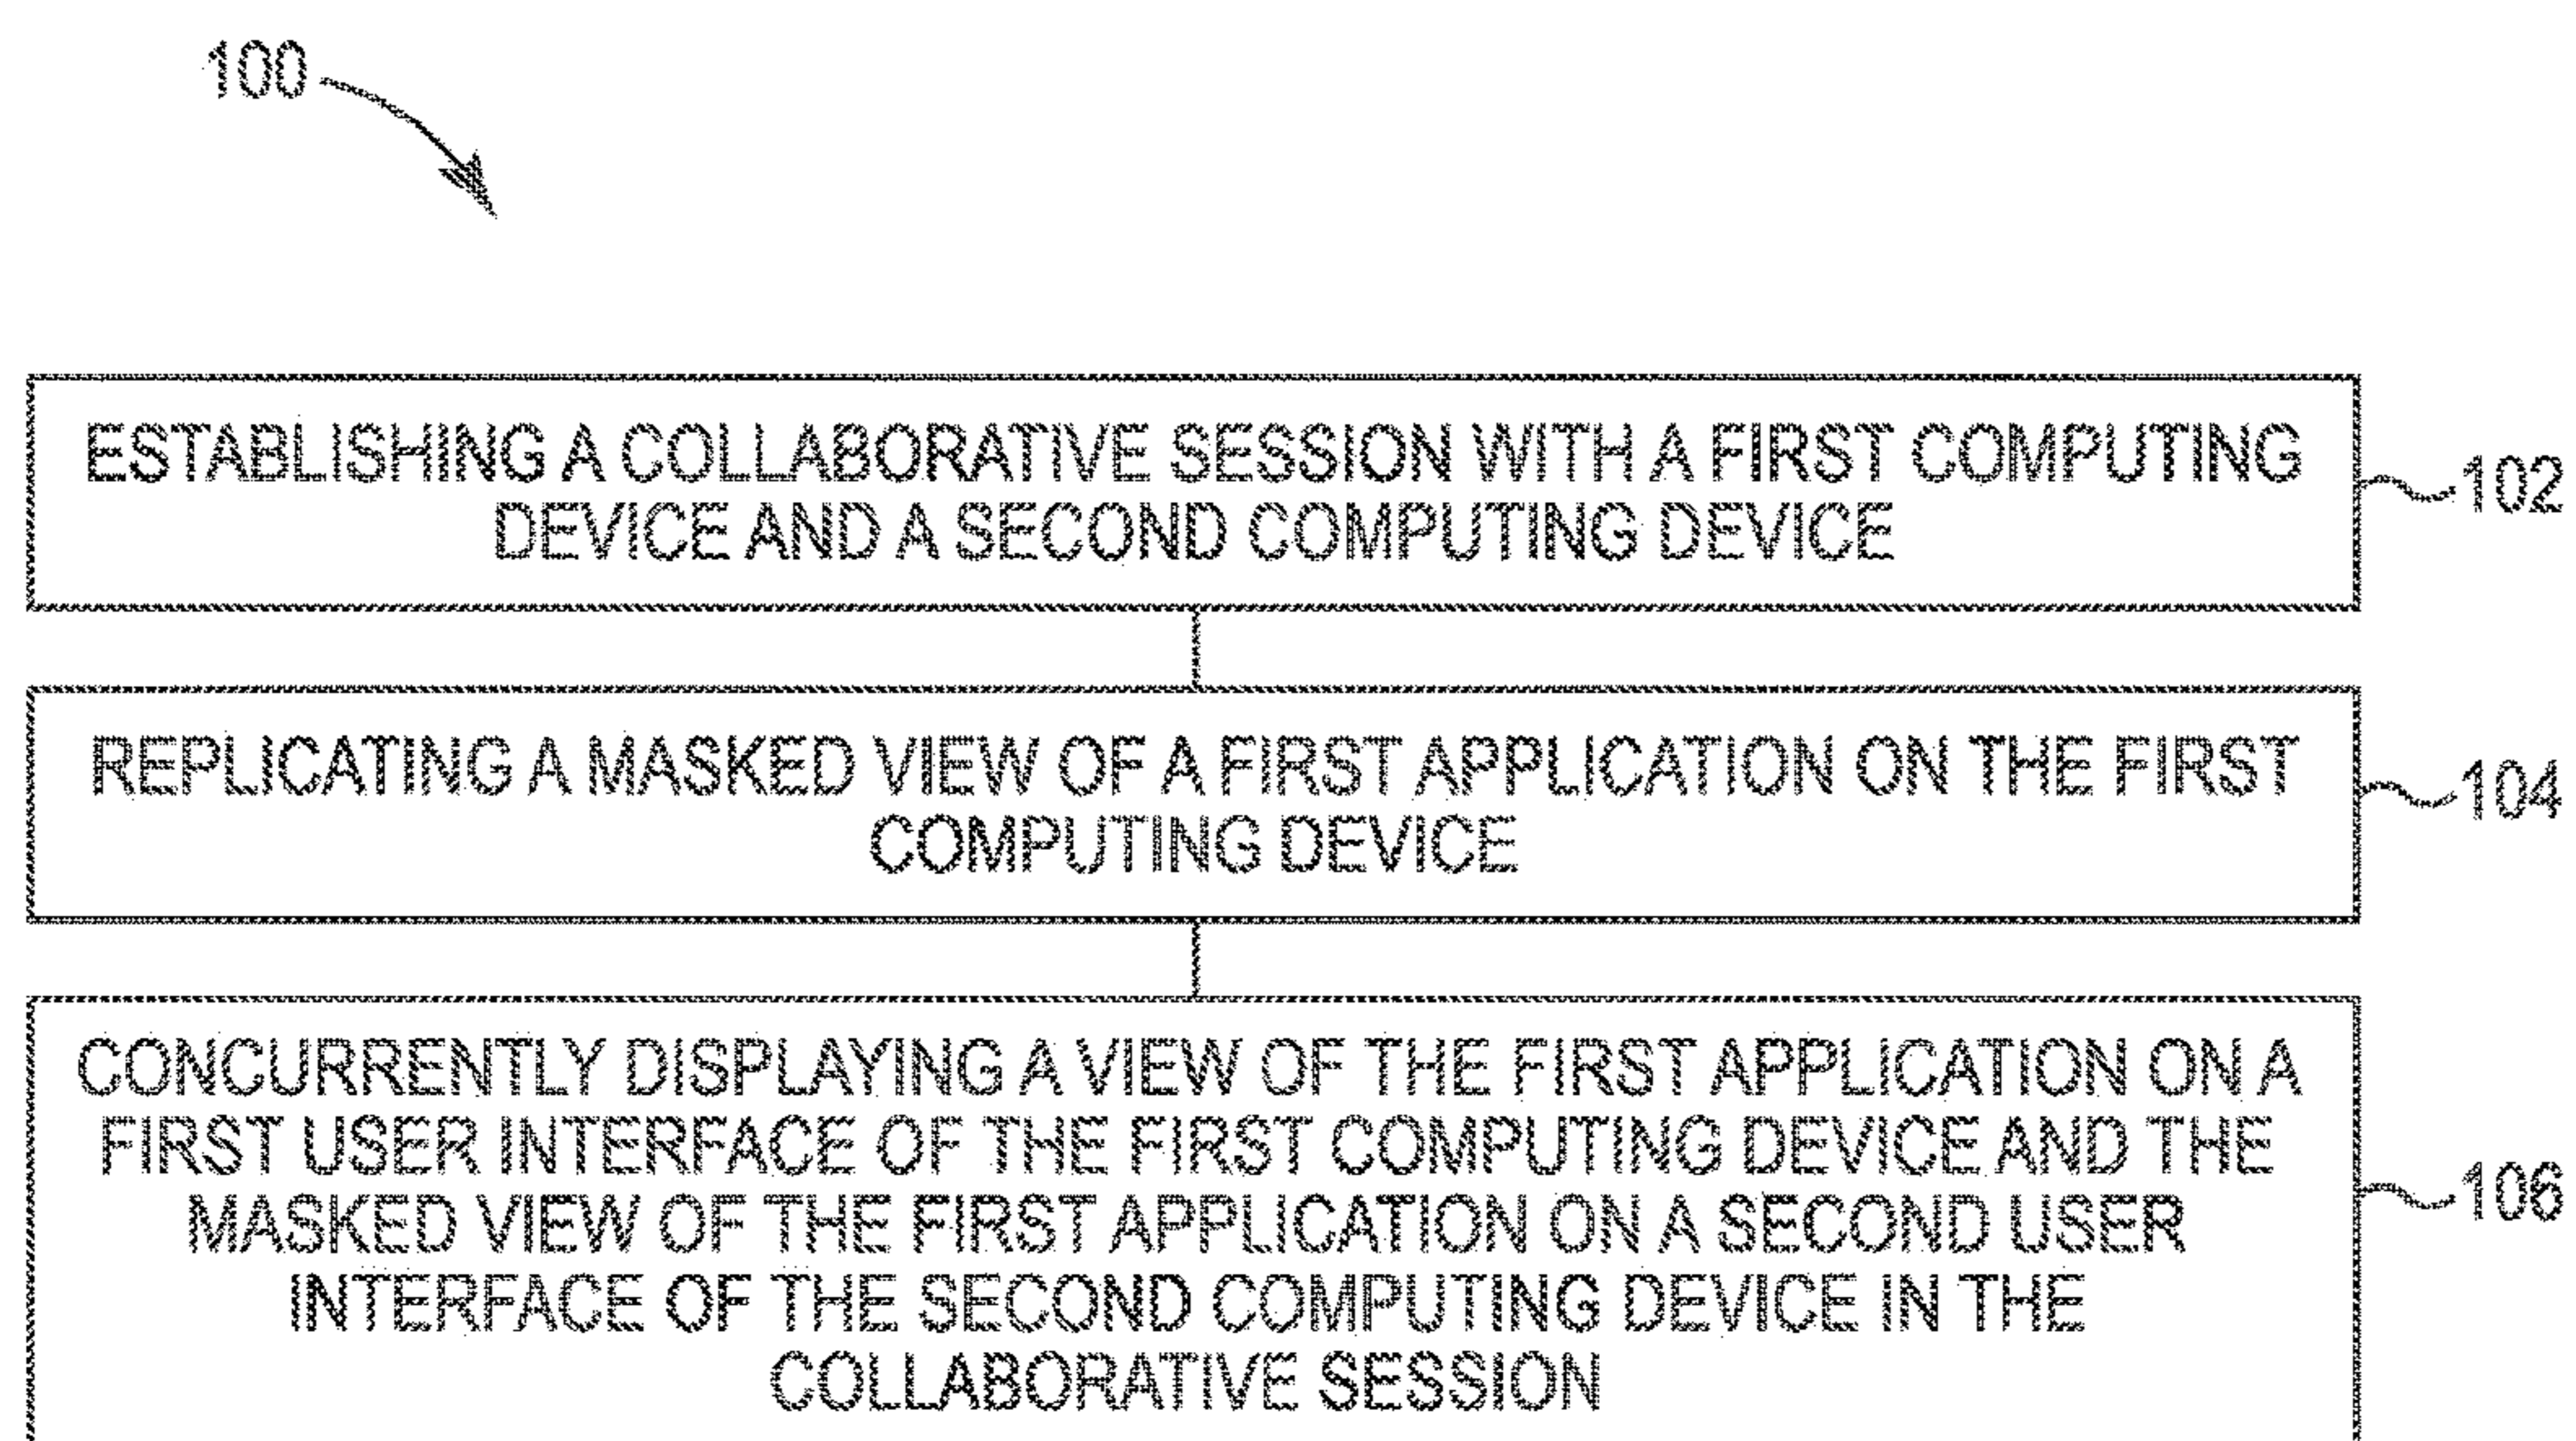 100
ESTABLISHING A COLLABORATIVE SESSION WITH A FIRST COMPUTING
DEVICE AND A SECOND COMPUTING DEVICE
102
REPLICATING A MASKED VIEW OF A FIRST APPLICATION ON THE FIRST
COMPUTING DEVICE
104
CONCURRENTLY DISPLAYING A VIEW OF THE FIRST APPLICATION ON A
FIRST USER INTERFACE OF THE FIRST COMPUTING DEVICE AND THE
MASKED VIEW OF THE FIRST APPLICATION ON A SECOND USER
INTERFACE OF THE SECOND COMPUTING DEVICE IN THE
COLLABORATIVE SESSION
106